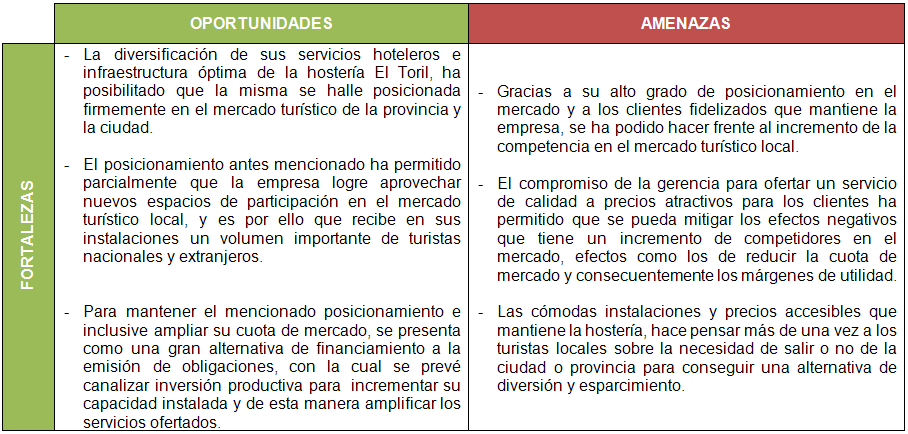 OPORTUNIDADES
AMENAZAS
FORTALEZAS
- La diversificación de sus servicios hoteleros e
infraestructura óptima de la hostería El Toril, ha
posibilitado que la misma se halle posicionada
firmemente en el mercado turístico de la provincia y
la ciudad.
- El posicionamiento antes mencionado ha permitido
parcialmente que la empresa logre aprovechar
nuevos espacios de participación en el mercado
turístico local, y es por ello que recibe en sus
instalaciones un volumen importante de turistas
nacionales y extranjeros.
- Para mantener el mencionado posicionamiento e
inclusive ampliar su cuota de mercado, se presenta
como una gran alternativa de financiamiento a la
emisión de obligaciones, con la cual se prevé
canalizar inversión productiva para incrementar su
capacidad instalada y de esta manera amplificar los
servicios ofertados.
- Gracias a su alto grado de posicionamiento en el
mercado y a los clientes fidelizados que mantiene la
empresa, se ha podido hacer frente al incremento de la
competencia en el mercado turístico local.
- El compromiso de la gerencia para ofertar un servicio
de calidad a precios atractivos para los clientes ha
permitido que se pueda mitigar los efectos negativos
que tiene un incremento de competidores en el
mercado, efectos como los de reducir la cuota de
mercado y consecuentemente los márgenes de utilidad.
- Las cómodas instalaciones y precios accesibles que
mantiene la hostería, hace pensar más de una vez a los
turistas locales sobre la necesidad de salir o no de la
ciudad o provincia para conseguir una alternativa de
diversión y esparcimiento.